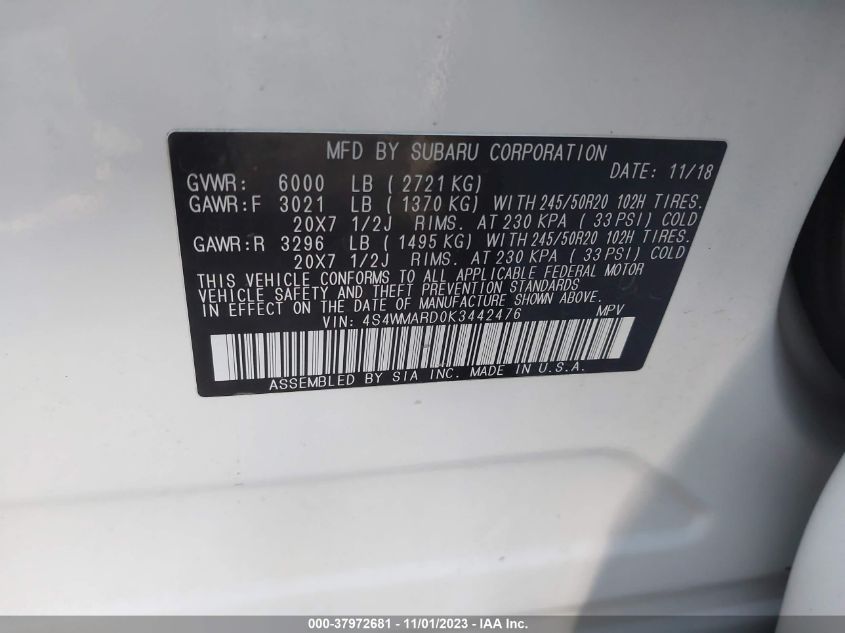 MFD BY SUBARU CORPORATION
DATE: 11/18
GVWR: 6000 LB ( 2721 KG)
GAWR:F 3021 LB ( 1370 KG) WITH 245/50R20 102H TIRES.
20X7 1/2J RIMS. AT 230 KPA ( 33 PSI) COLD
GAWR:R 3296 LB ( 1495 KG) WITH 245/50R20 102H TIRES.
20X7 1/2J RIMS. AT 230 KPA ( 33 PSI) COLD
THIS VEHICLE CONFORMS TO ALL APPLICABLE FEDERAL MOTOR
VEHICLE SAFETY AND THEFT PREVENTION STANDARDS
IN EFFECT ON THE DATE OF MANUFACTURE SHOWN ABOVE.
VIN: 4S4WMARD0K3442476 MPV
ASSEMBLED BY SIA INC. MADE IN U.S.A.
000-37972681 - 11/01/2023 - IAA Inc.